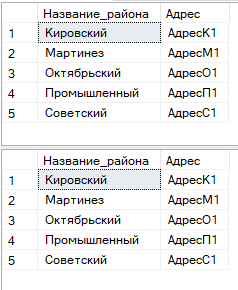 Название_района Адрес
1 Кировский АдресК1
2 Мартинез АдресМ1
3 Октябрьский АдресО1
4 Промышленный АдресП1
5 Советский АдресС1
Название_района Адрес
1 Кировский АдресК1
2 Мартинез АдресМ1
3 Октябрьский АдресО1
4 Промышленный АдресП1
5 Советский АдресС1